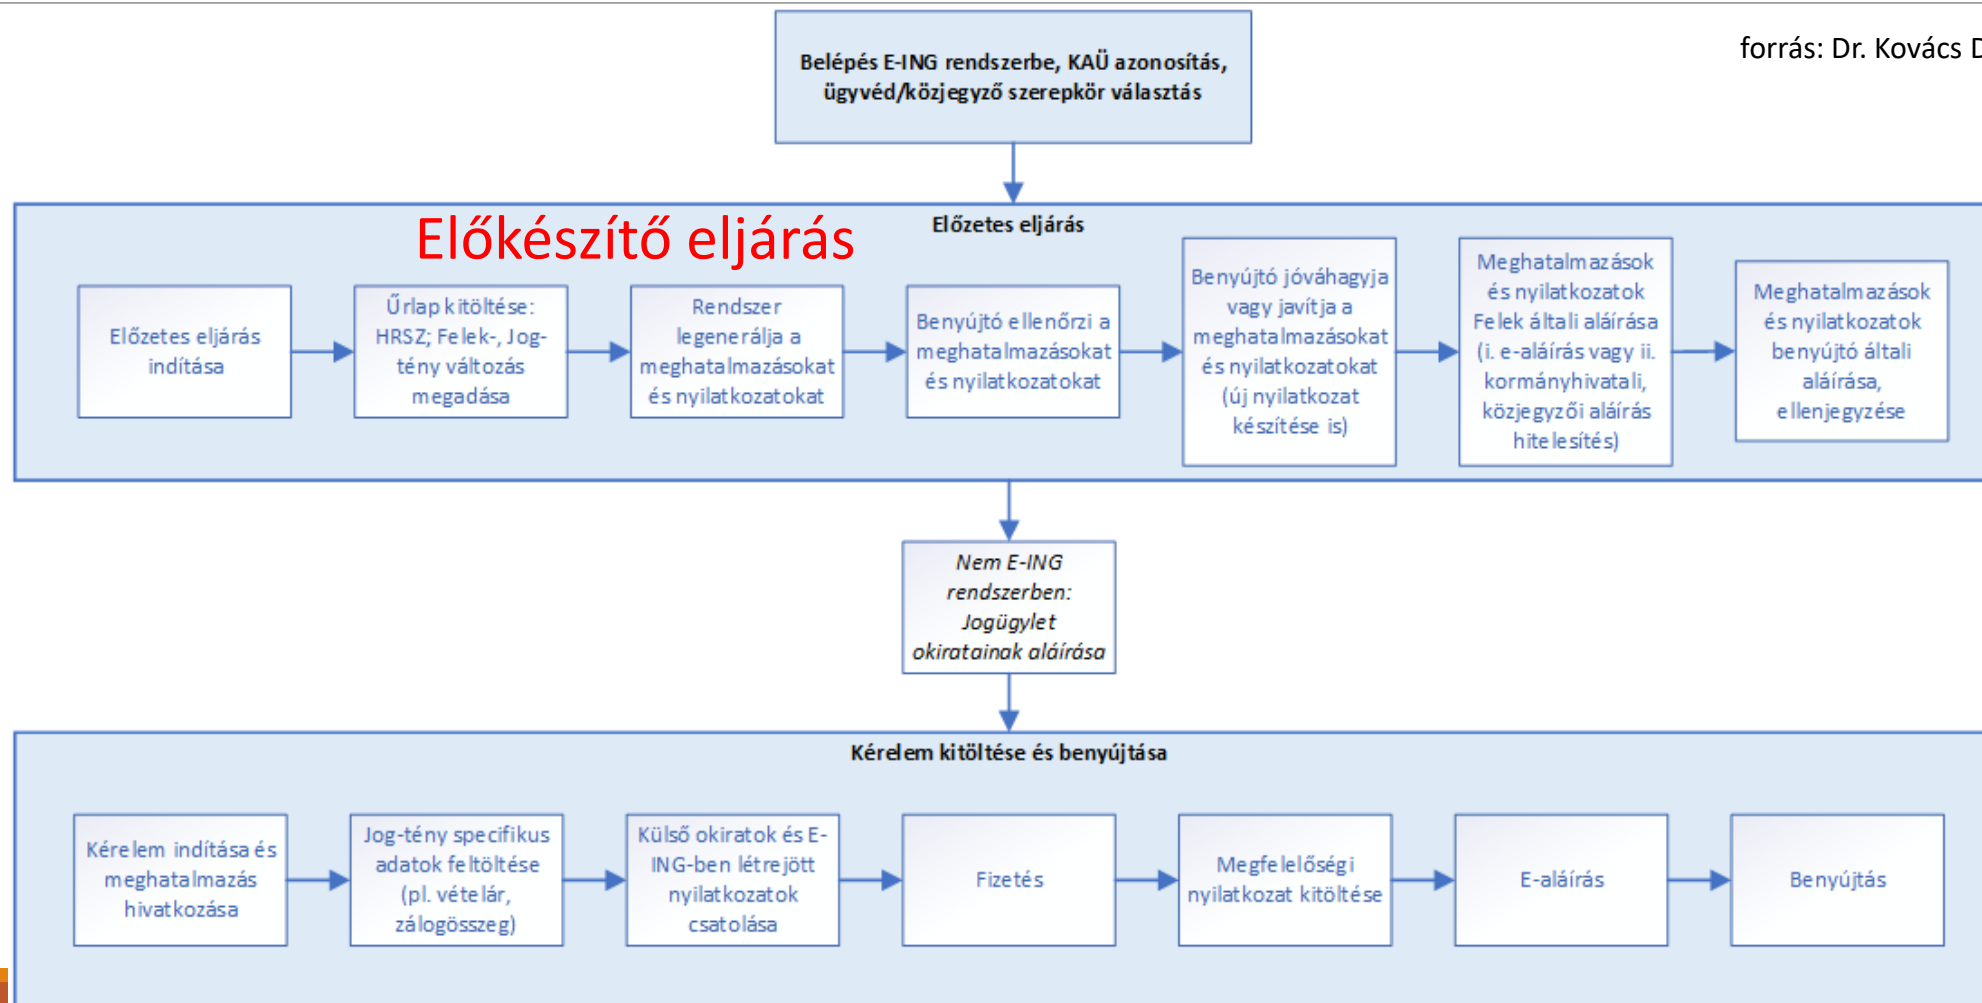 forrás: Dr. Kovács D
Belépés E-ING rendszerbe, KAÜ azonosítás,
ügyvéd/közjegyző szerepkör választás
Előkészítő eljárás
Előzetes eljárás
Előzetes eljárás
indítása
Űrlap kitöltése:
HRSZ; Felek-, Jog-
tény változás
megadása
Rendszer
legenerálja a
meghatalmazásokat
és nyilatkozatokat
Benyújtó ellenőrzi a
meghatalmazásokat
és nyilatkozatokat
Benyújtó jóváhagyja
vagy javítja a
meghatalmazásokat
és nyilatkozatokat
(új nyilatkozat
készítése is)
Meghatalmazások
és nyilatkozatok
Felek általi aláírása
(i. e-aláírás vagy ii.
kormányhivatali,
közjegyzői aláírás
hitelesítés)
Meghatalmazások
és nyilatkozatok
benyújtó általi
aláírása,
ellenjegyzése
Nem E-ING
rendszerben:
Jogügylet
okiratainak aláírása
Kérelem kitöltése és benyújtása
Kérelem indítása és
meghatalmazás
hivatkozása
Jog-tény specifikus
adatok feltöltése
(pl. vételár,
zálogösszeg)
Külső okiratok és E-
ING-ben létrejött
nyilatkozatok
csatolása
Fizetés
Megfelelőségi
nyilatkozat kitöltése
E-aláírás
Benyújtás